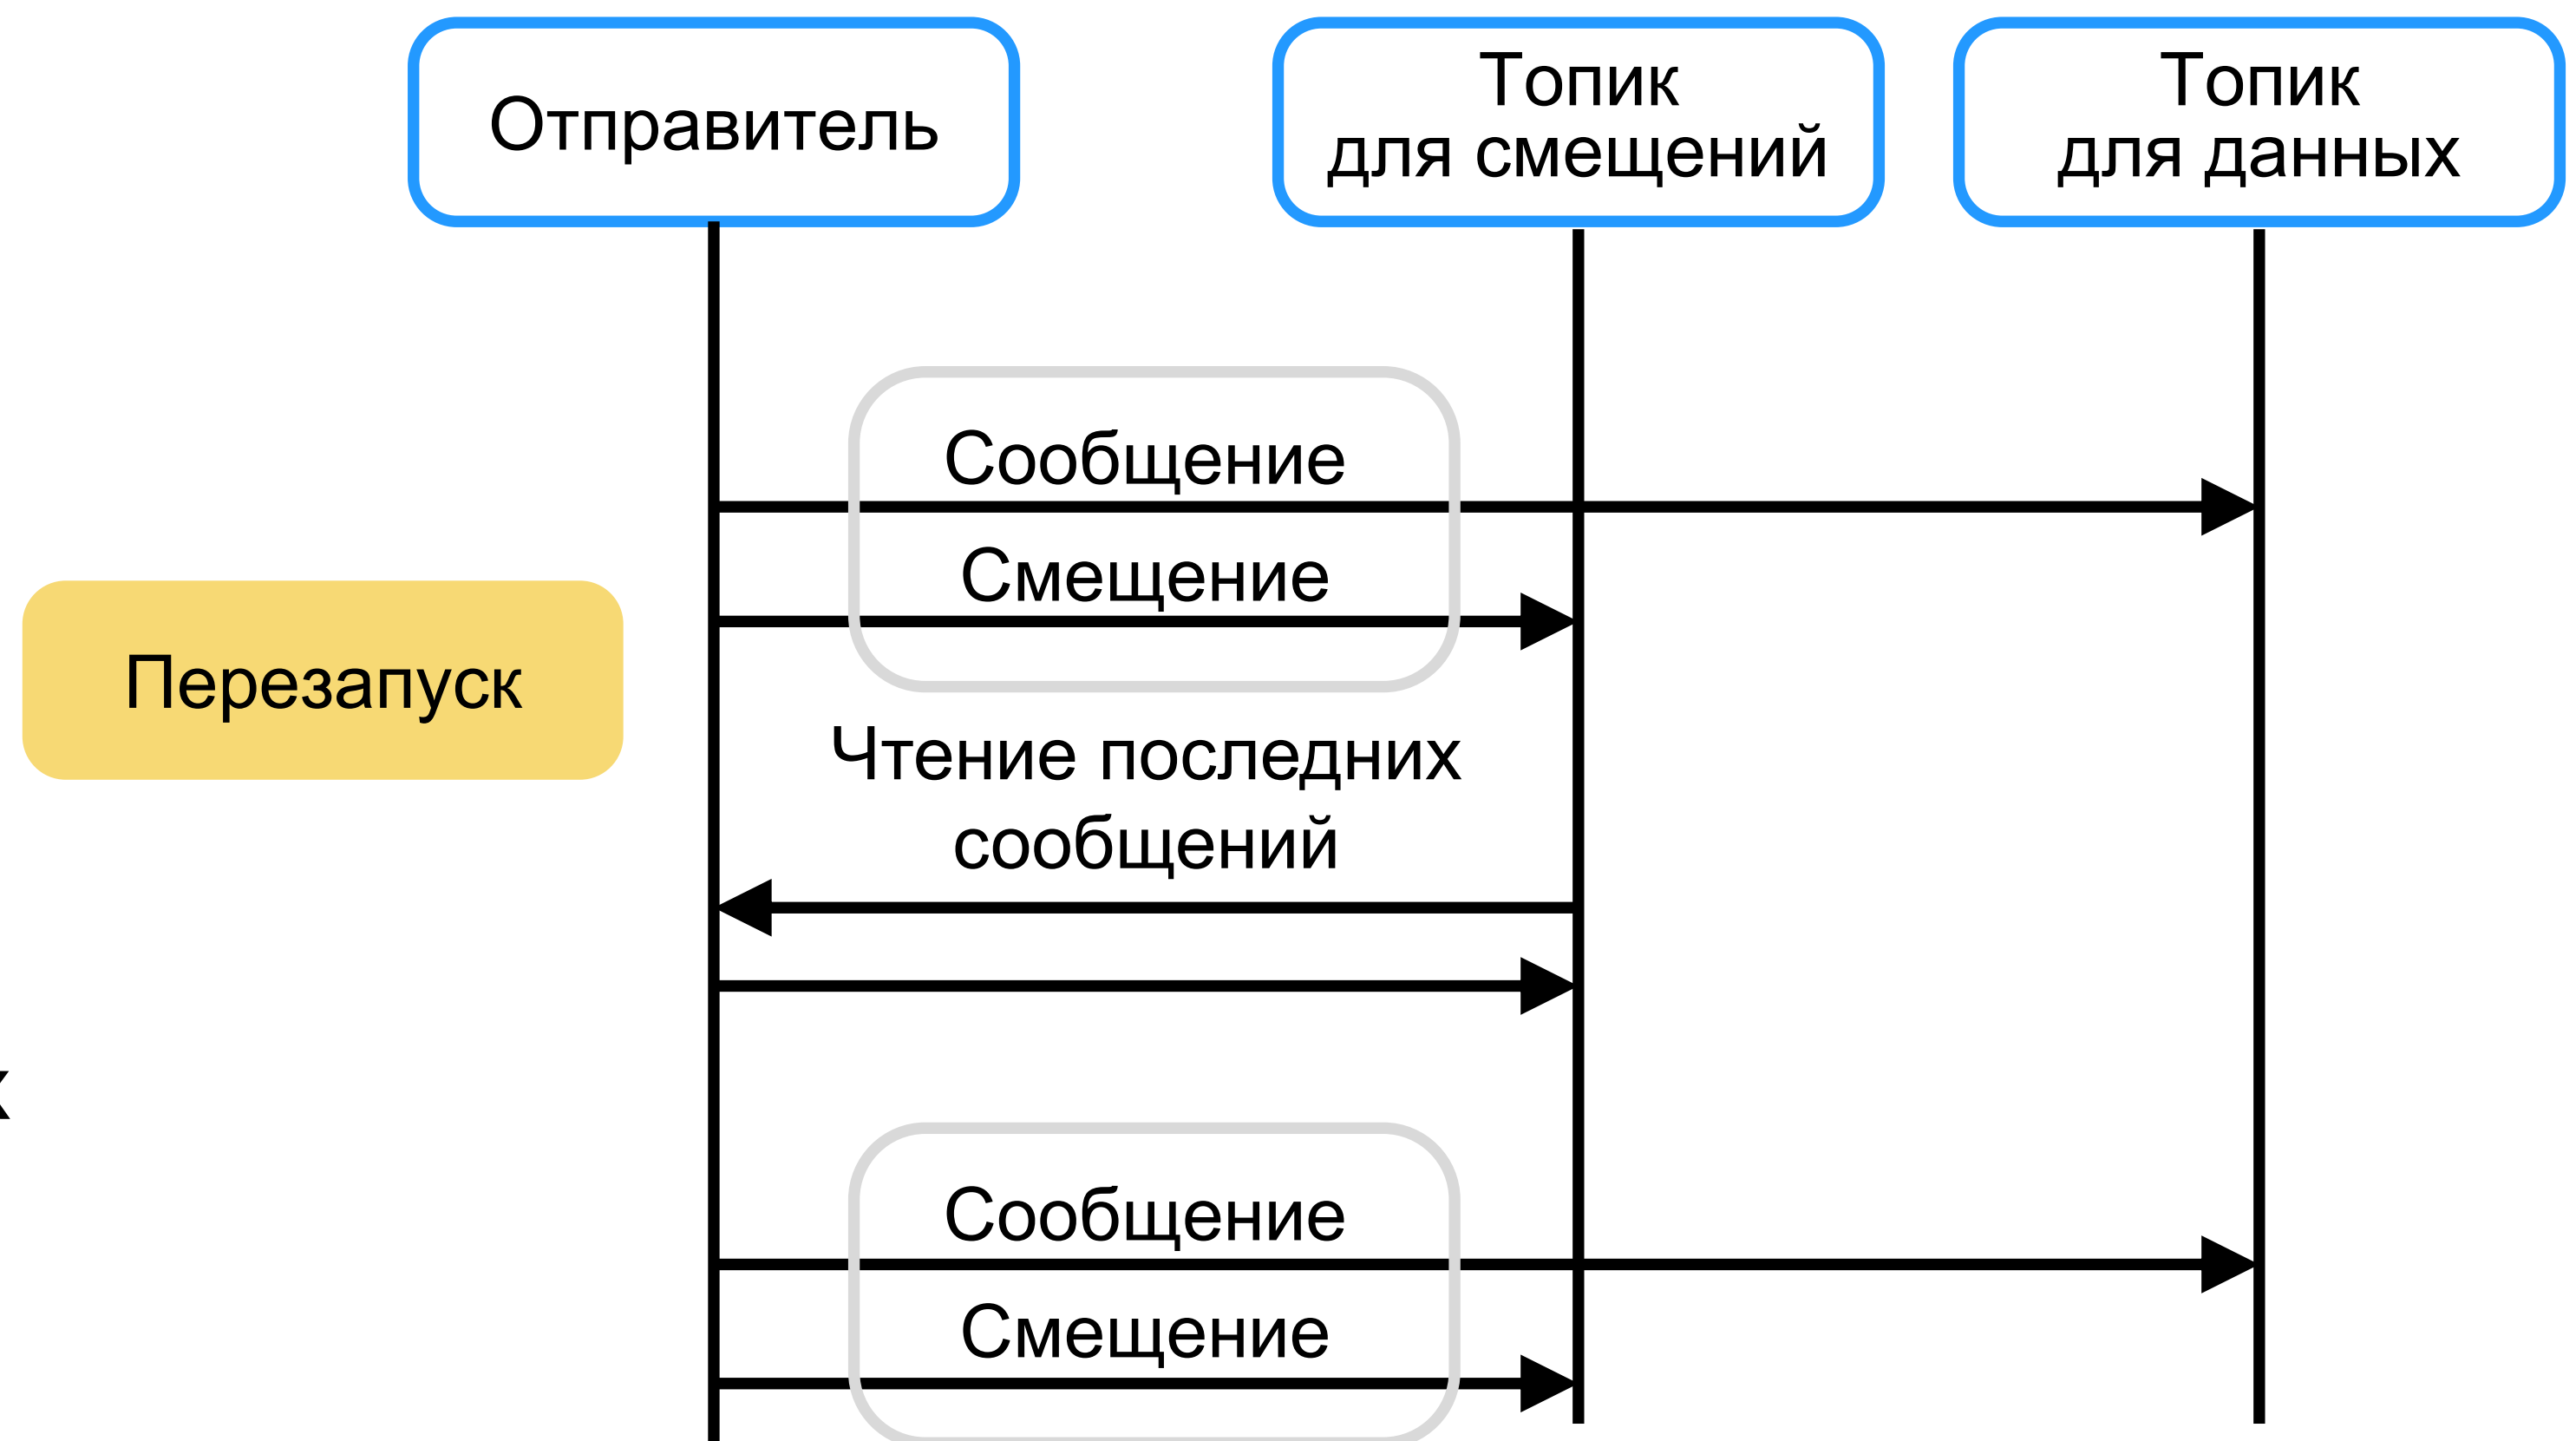 Отправитель
Топик
для смещений
Топик
для данных
Сообщение
Смещение
Перезапуск
Чтение последних
сообщений
х
Сообщение
Смещение